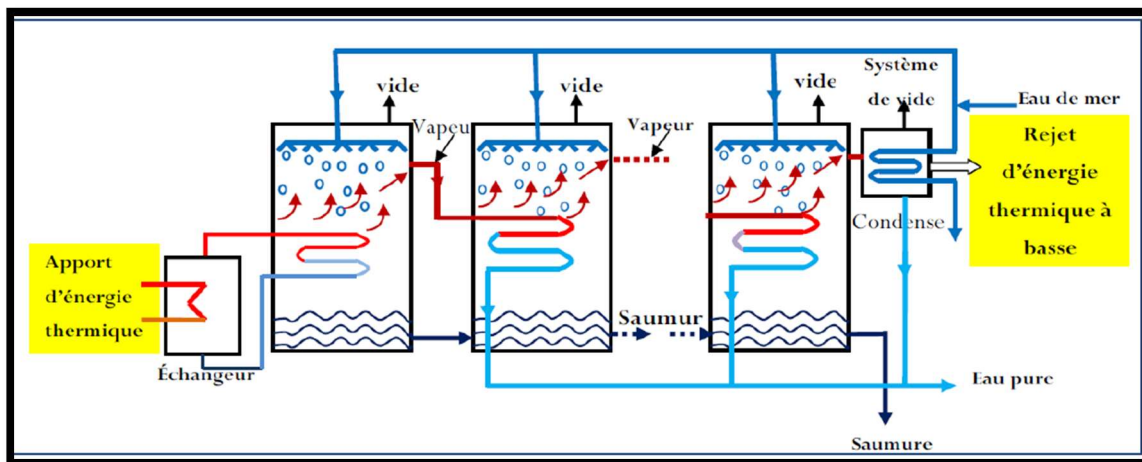 vide
vide
vide
Système
de vide
Eau de mer
Vapeu
Vapeur
Rejet
d'énergie
thermique à
basse
Condense
Apport
d'énergie
thermique
Saumur
Échangeur
Eau pure
Saumure